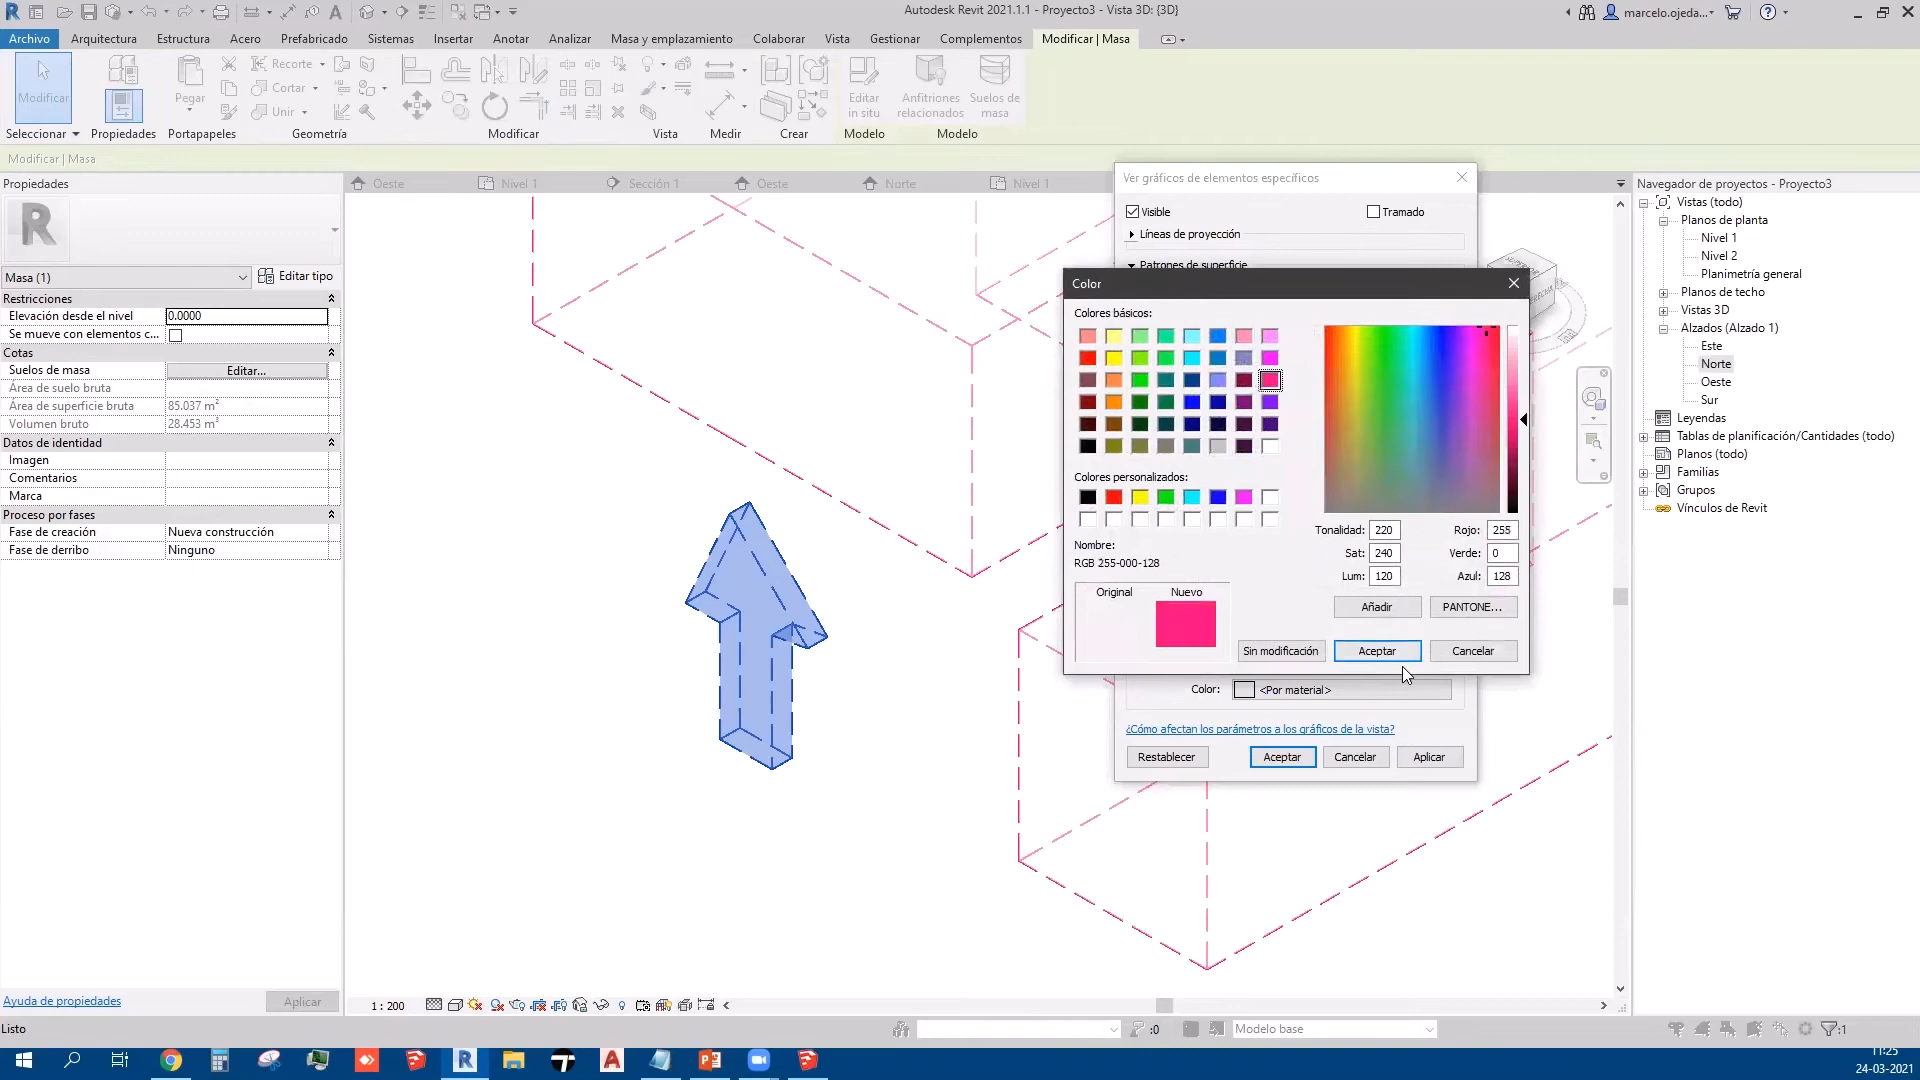 Autodesk Revit 2021.1.1 - Proyecto3 - Vista 3D: {3D}
marcelo.ojeda...
Archivo Arquitectura Estructura Acero Prefabricado Sistemas Insertar Anotar Analizar Masa y emplazamiento Colaborar Vista Gestionar Complementos Modificar | Masa
Modificar
Pegar
Recorte
Cortar
Unir
Editar in situ
Anfitriones relacionados
Suelos de masa
Seleccionar Propiedades Portapapeles Geometría Modificar Vista Medir Crear Modelo Modelo
Modificar | Masa
Propiedades
Oeste Nivel 1 Sección 1 Oeste Norte Nivel 1
Masa (1)
Editar tipo
Restricciones
Elevación desde el nivel 0.0000
Se mueve con elementos c...
Cotas
Suelos de masa Editar...
Área de suelo bruta
Área de superficie bruta 85.037 m²
Volumen bruto 28.453 m³
Datos de identidad
Imagen
Comentarios
Marca
Proceso por fases
Fase de creación Nueva construcción
Fase de derribo Ninguno
Ayuda de propiedades Aplicar
Ver gráficos de elementos específicos
Visible Tramado
Líneas de proyección
Patrones de superficie
Color
Colores básicos:
Colores personalizados:
Nombre:
RGB 255-000-128
Original Nuevo
Tonalidad: 220 Rojo: 255
Sat: 240 Verde: 0
Lum: 120 Azul: 128
Añadir PANTONE...
Sin modificación Aceptar Cancelar
Color: <Por material>
¿Cómo afectan los parámetros a los gráficos de la vista?
Restablecer Aceptar Cancelar Aplicar
Navegador de proyectos - Proyecto3
Vistas (todo)
Planos de planta
Nivel 1
Nivel 2
Planimetría general
Planos de techo
Vistas 3D
Alzados (Alzado 1)
Este
Norte
Oeste
Sur
Leyendas
Tablas de planificación/Cantidades (todo)
Planos (todo)
Familias
Grupos
Vínculos de Revit
1 : 200
Listo
:0
Modelo base
:1
11:25
24-03-2021